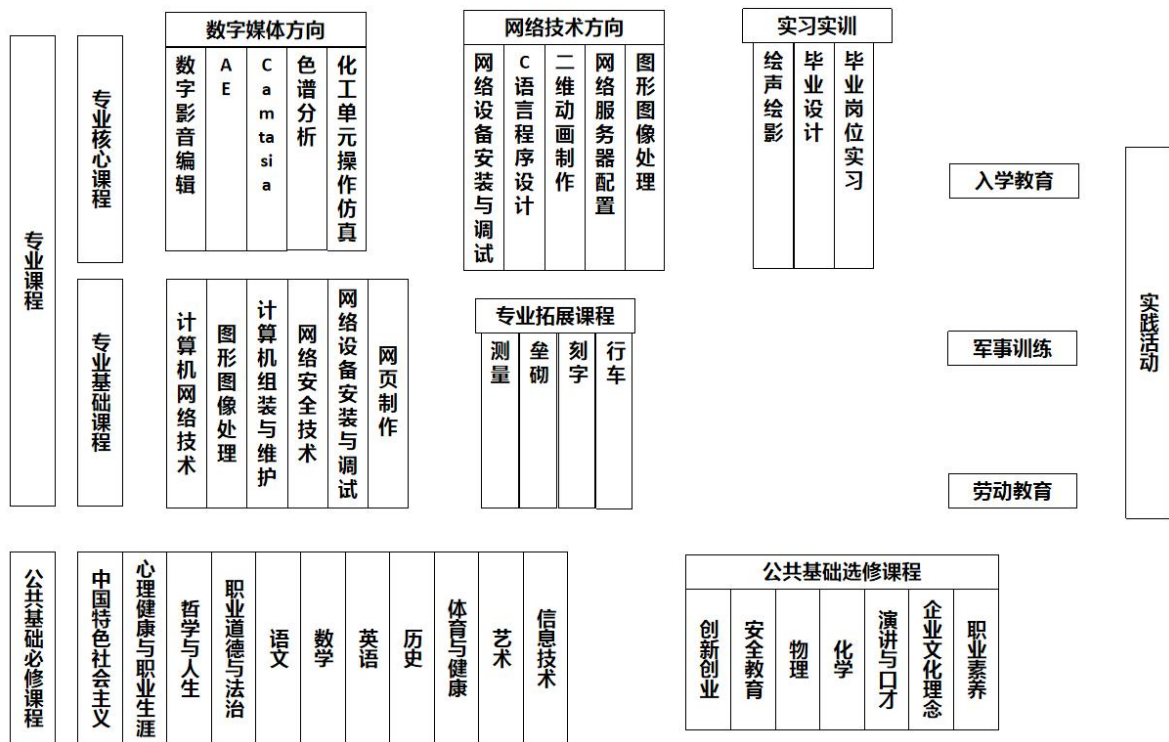 专业课程
专业核心课程
数字媒体方向
数字影音编辑
AE
Camtasia
色谱分析
化工单元操作仿真
网络技术方向
网络设备安装与调试
C语言程序设计
二维动画制作
网络服务器配置
图形图像处理
实习实训
绘声绘影
毕业设计
毕业岗位实习
专业基础课程
计算机网络技术
图形图像处理
计算机组装与维护
网络安全技术
网络设备安装与调试
网页制作
专业拓展课程
测量
垒砌
刻字
行车
入学教育
军事训练
劳动教育
实践活动
公共基础必修课程
中国特色社会主义
心理健康与职业生涯
哲学与人生
职业道德与法治
语文
数学
英语
历史
体育与健康
艺术
信息技术
公共基础选修课程
创新创业
安全教育
物理
化学
演讲与口才
企业文化理念
职业素养